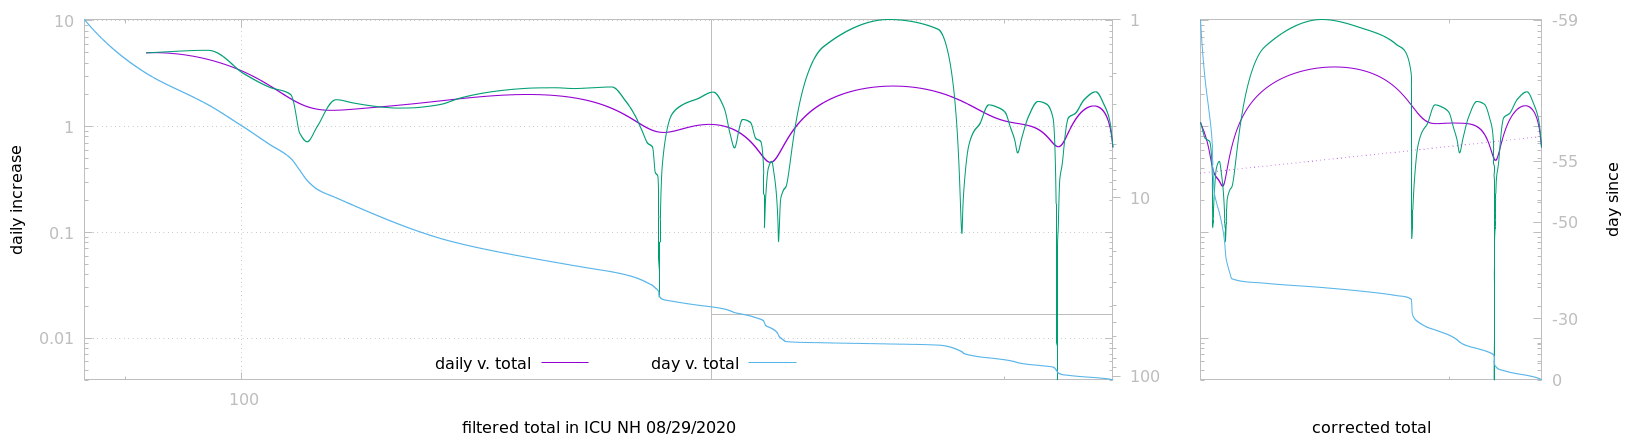 10
1
0.1
0.01
daily increase
100
daily v. total
day v. total
filtered total in ICU NH 08/29/2020
1
10
100
-59
-55
-50
-30
0
day since
corrected total